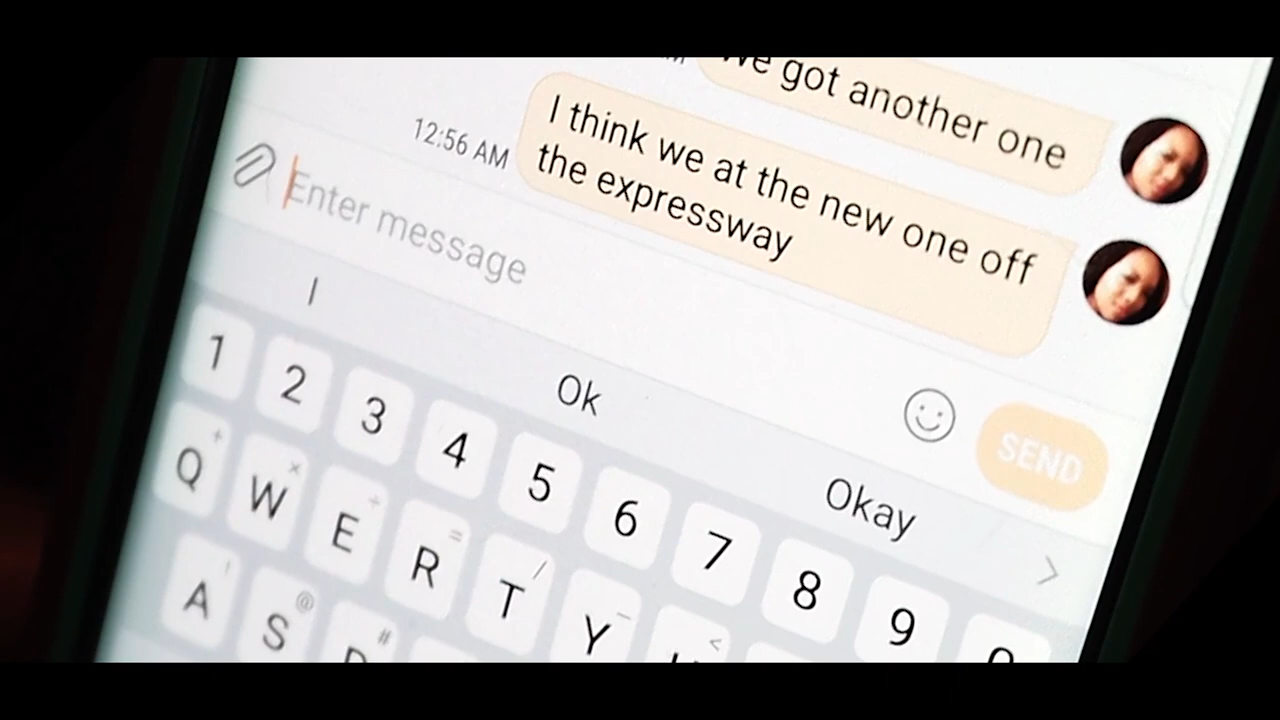 got another one
I think we at the new one off
the expressway
12:56 AM
Enter message
SEND
I
Ok
Okay
1 2 3 4 5 6 7 8 9
Q W E R T Y
+ × ÷ = / _ <
A S
! @ #